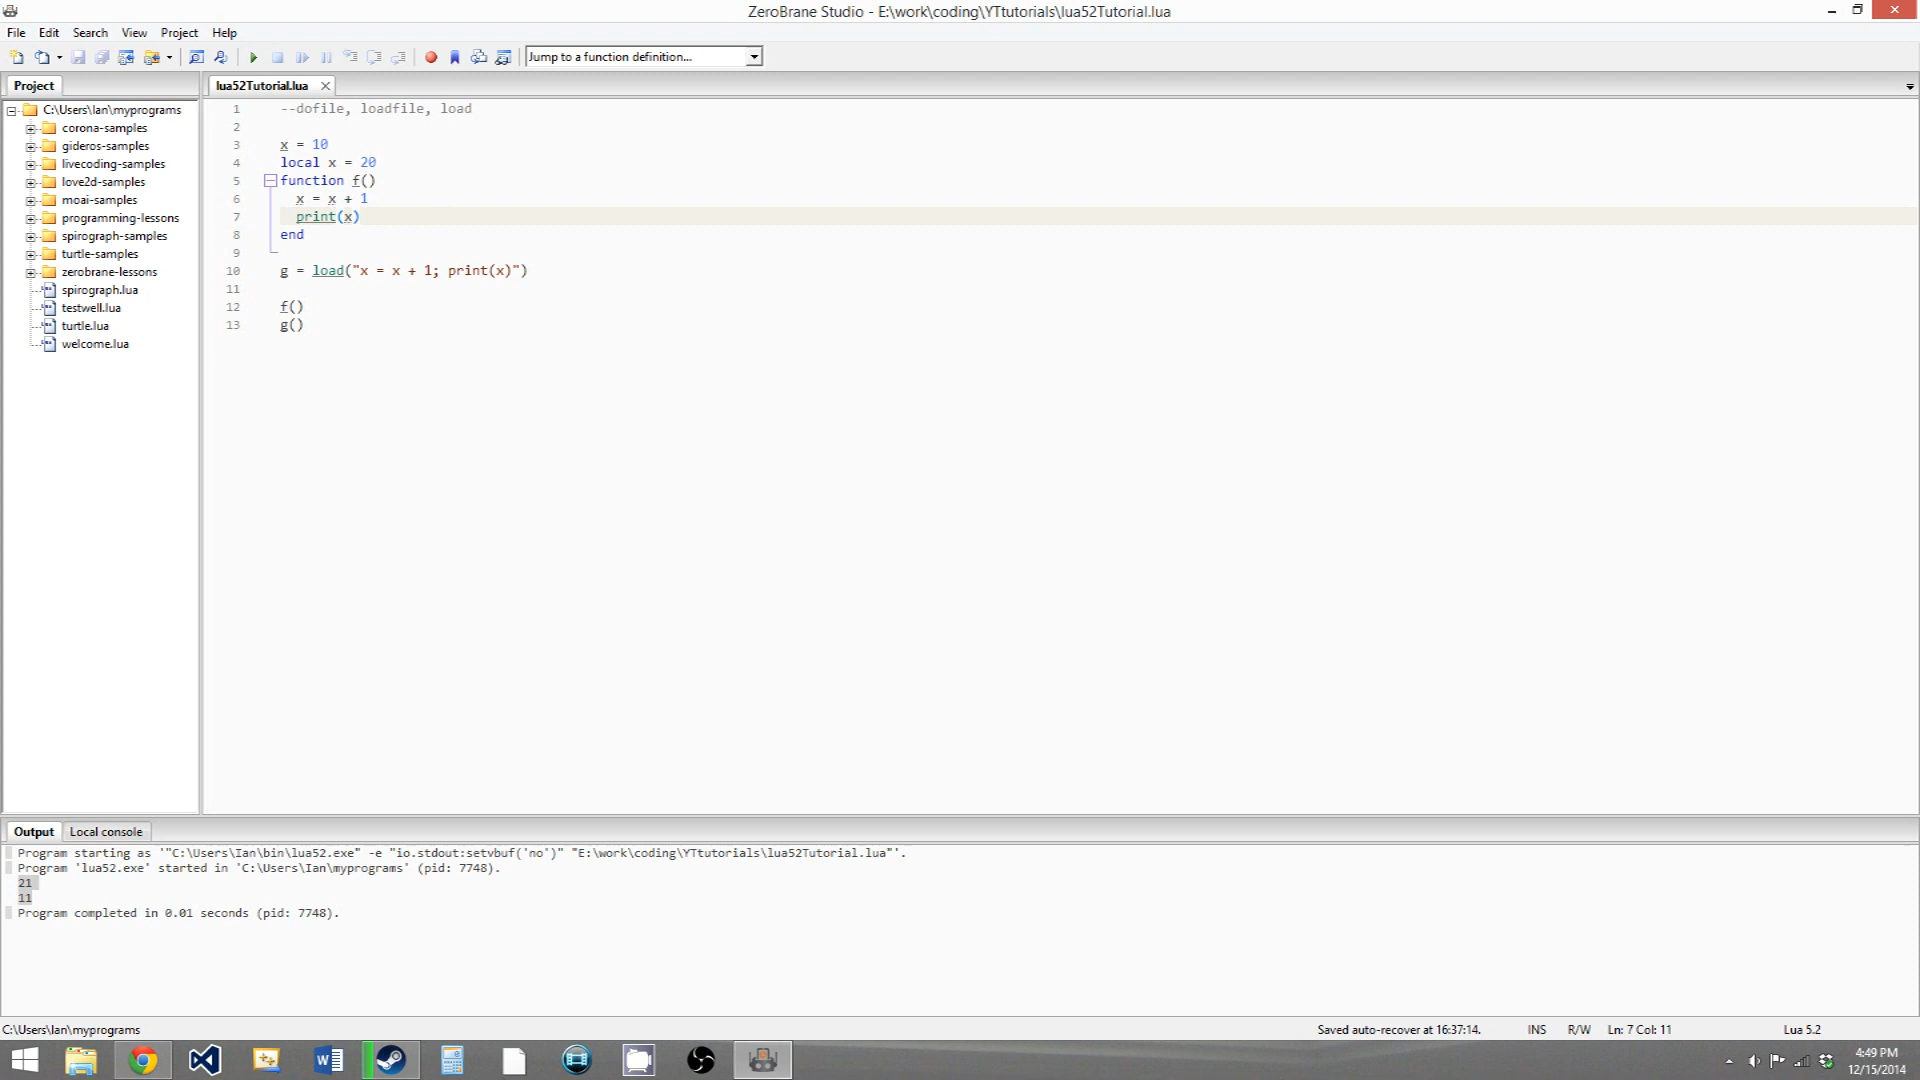 ZeroBrane Studio - E:\work\coding\YTtutorials\lua52Tutorial.lua
File Edit Search View Project Help
Jump to a function definition...
Project
lua52Tutorial.lua
C:\Users\Ian\myprograms
corona-samples
gideros-samples
livecoding-samples
love2d-samples
moai-samples
programming-lessons
spirograph-samples
turtle-samples
zerobrane-lessons
spirograph.lua
testwell.lua
turtle.lua
welcome.lua
1 --dofile, loadfile, load
2
3 x = 10
4 local x = 20
5 function f()
6 x = x + 1
7 print(x)
8 end
9
10 g = load("x = x + 1; print(x)")
11
12 f()
13 g()
Output Local console
Program starting as '"C:\Users\Ian\bin\lua52.exe" -e "io.stdout:setvbuf('no')" "E:\work\coding\YTtutorials\lua52Tutorial.lua"'.
Program 'lua52.exe' started in 'C:\Users\Ian\myprograms' (pid: 7748).
21
11
Program completed in 0.01 seconds (pid: 7748).
C:\Users\Ian\myprograms Saved auto-recover at 16:37:14. INS R/W Ln: 7 Col: 11 Lua 5.2
4:49 PM
12/15/2014